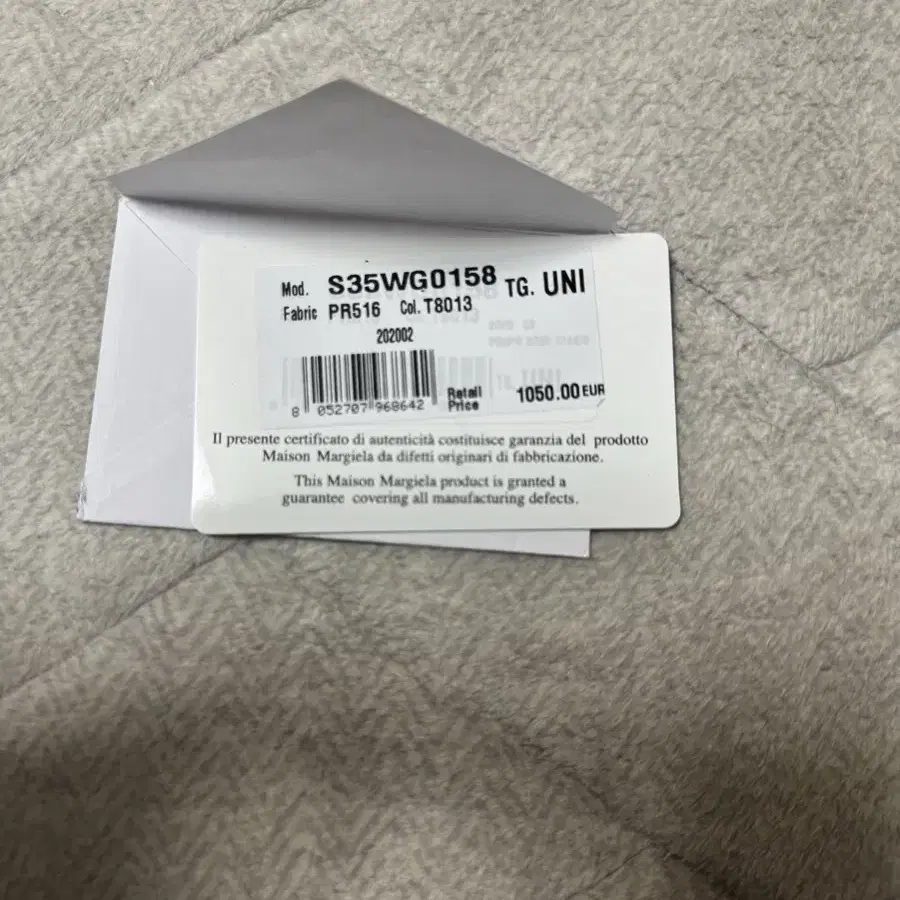 Mod. S35WG0158 TG. UNI
Fabric PR516 Col. T8013
202002
8 052707 968642
Retail Price 1050.00 EUR
Il presente certificato di autenticità costituisce garanzia del prodotto
Maison Margiela da difetti originari di fabbricazione.
This Maison Margiela product is granted a
guarantee covering all manufacturing defects.